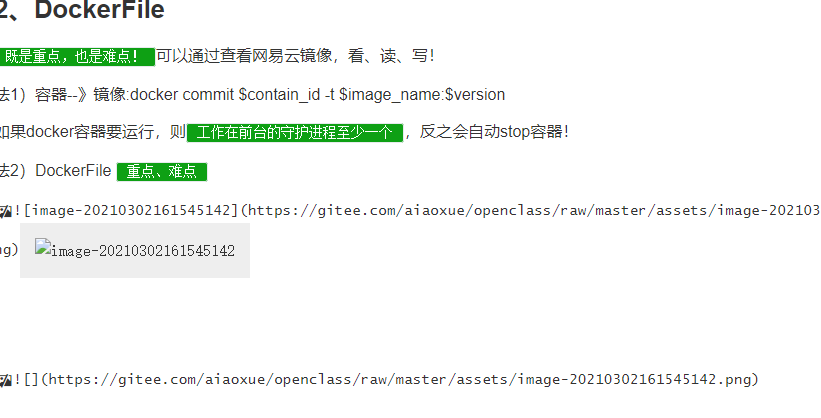 2、DockerFile
既是重点，也是难点！可以通过查看网易云镜像，看、读、写！
法1）容器--》镜像:docker commit $contain_id -t $image_name:$version
如果docker容器要运行，则 工作在前台的守护进程至少一个 ，反之会自动stop容器！
法2）DockerFile 重点、难点
![image-20210302161545142](https://gitee.com/aiaoxue/openclass/raw/master/assets/image-202103
ng) image-20210302161545142
![](https://gitee.com/aiaoxue/openclass/raw/master/assets/image-20210302161545142.png)